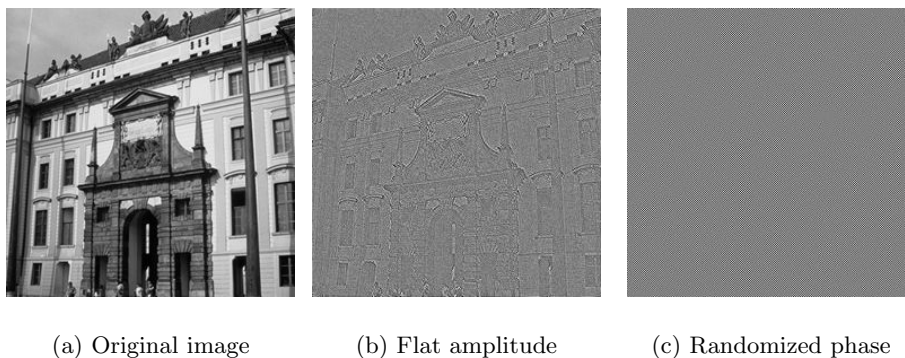 (a) Original image
(b) Flat amplitude
(c) Randomized phase